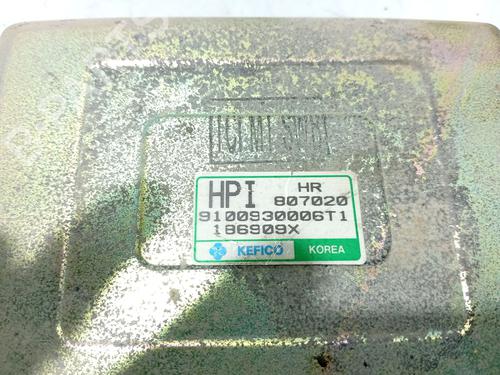 HPI HR
807020
9100930006T1
186909X
KEFICO KOREA